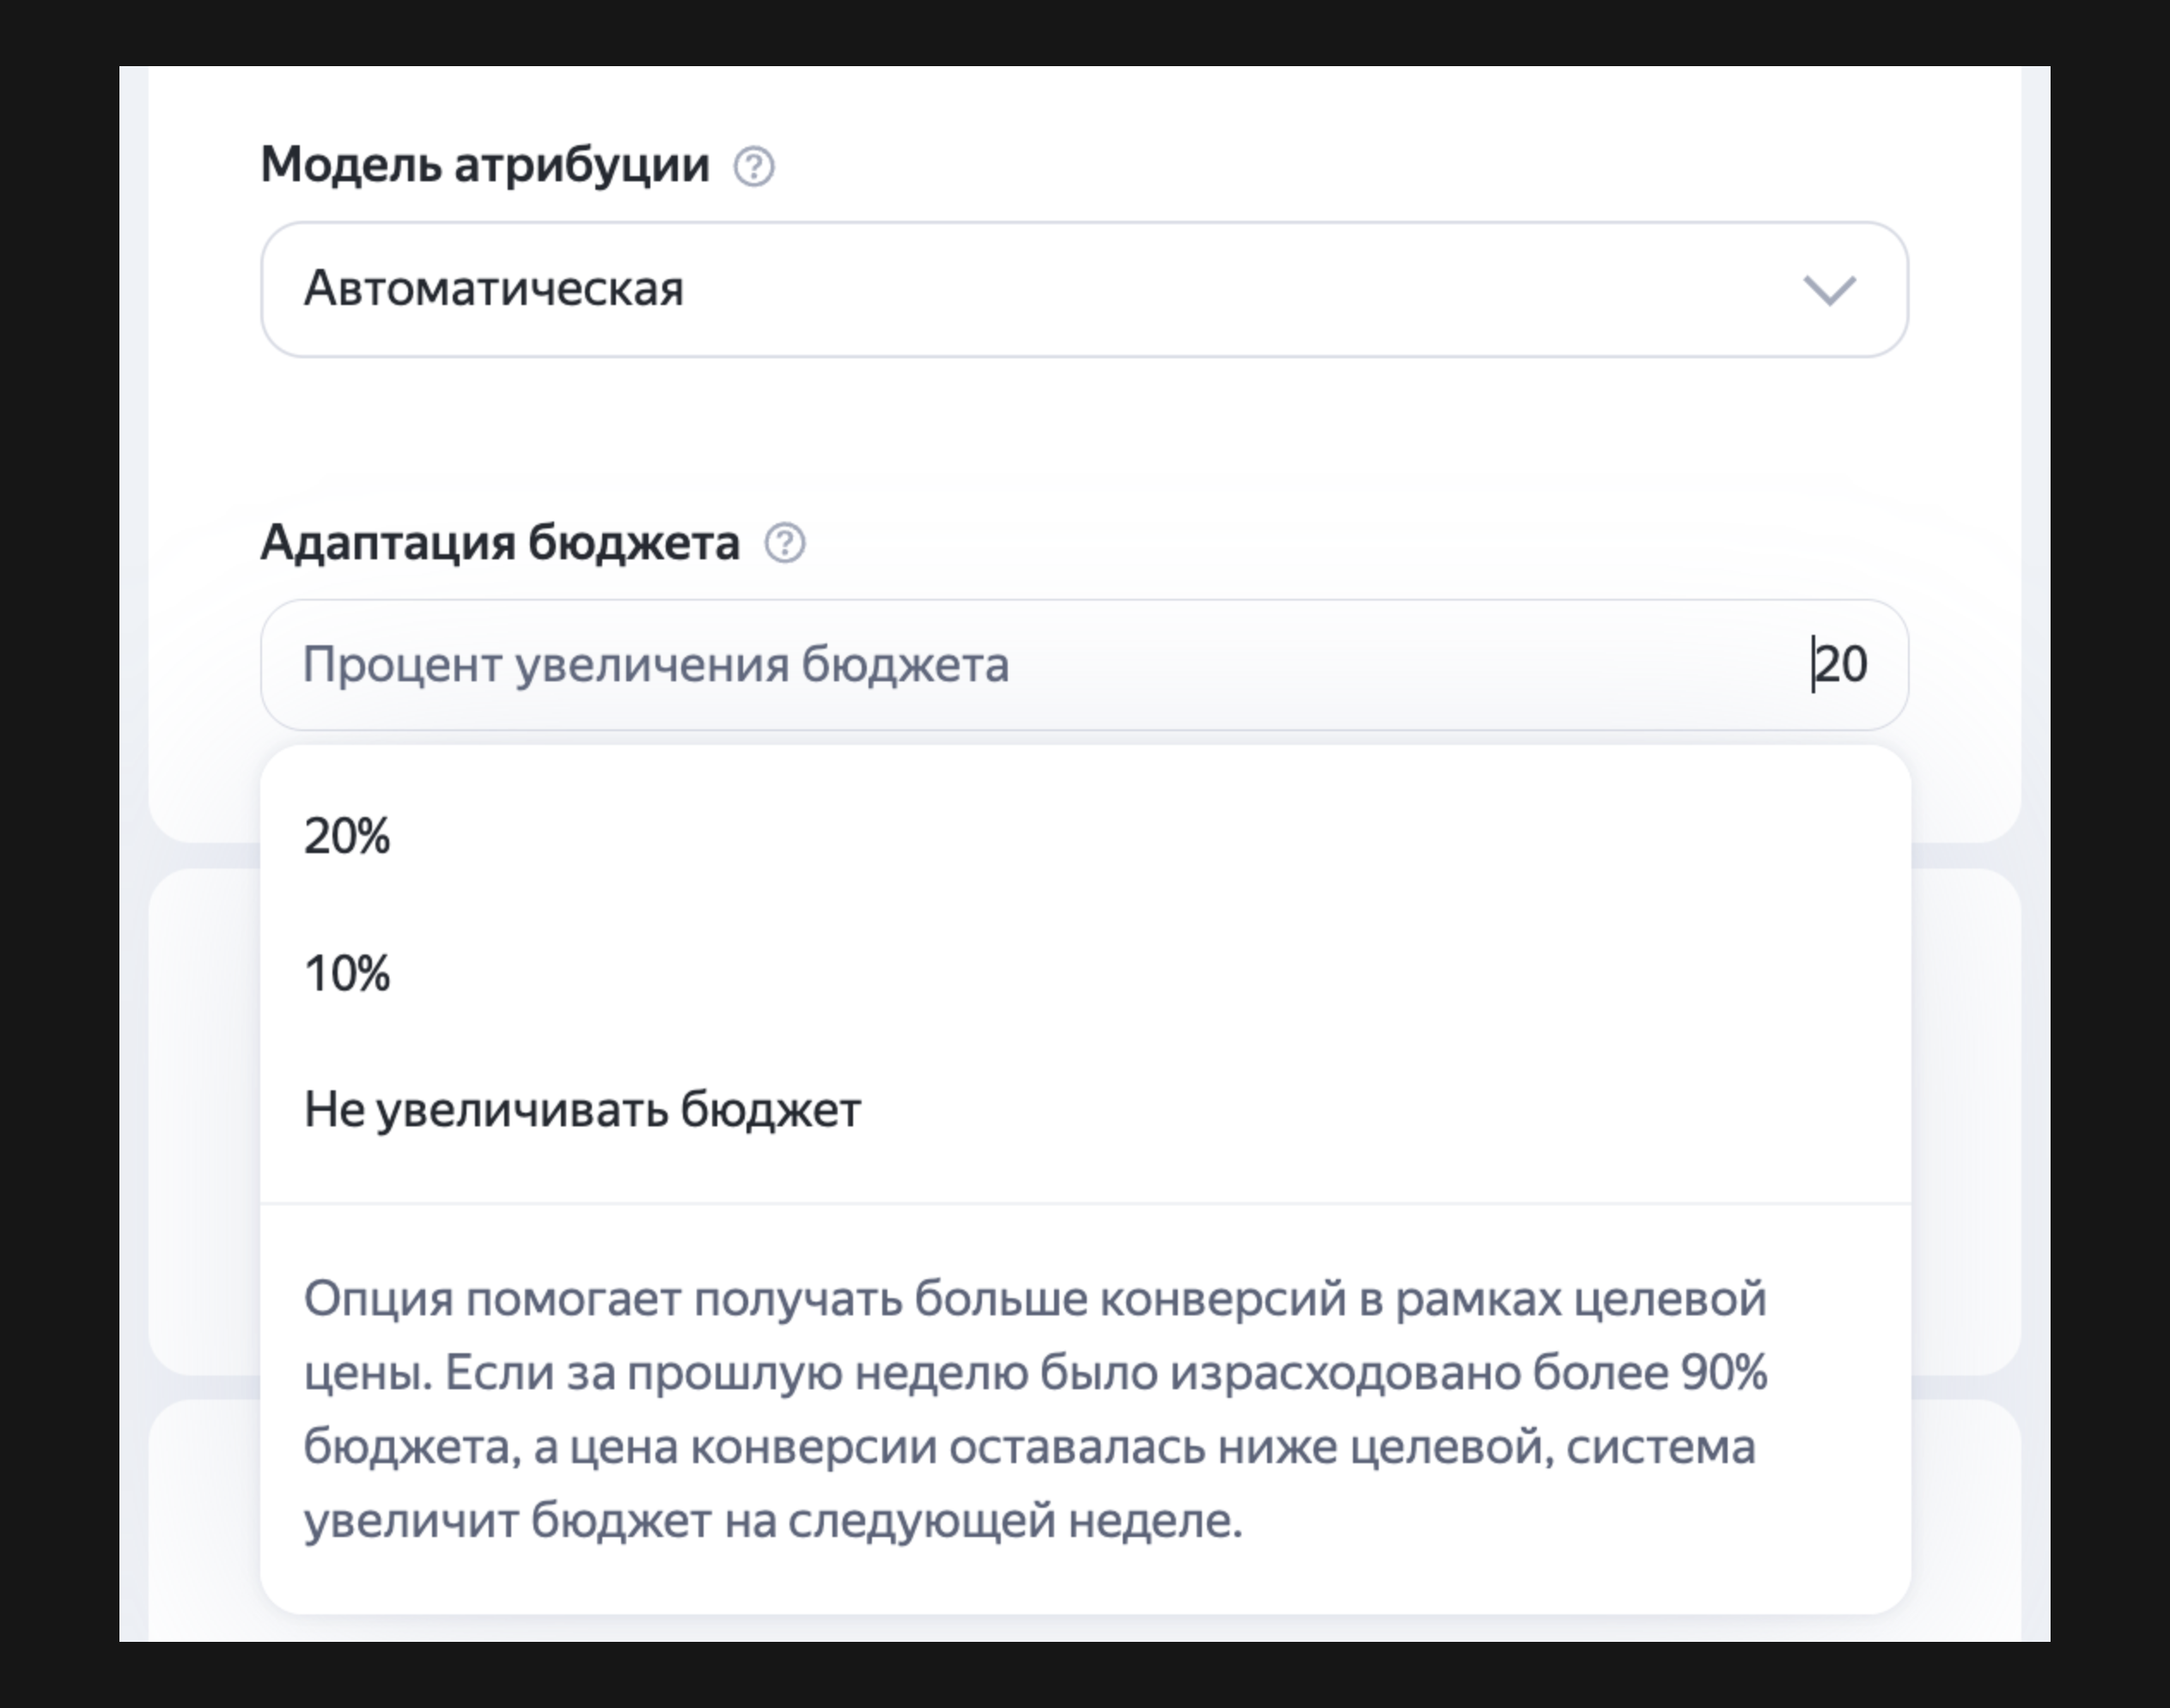 Модель атрибуции
Автоматическая
Адаптация бюджета
Процент увеличения бюджета 20
20%
10%
Не увеличивать бюджет
Опция помогает получать больше конверсий в рамках целевой
цены. Если за прошлую неделю было израсходовано более 90%
бюджета, а цена конверсии оставалась ниже целевой, система
увеличит бюджет на следующей неделе.